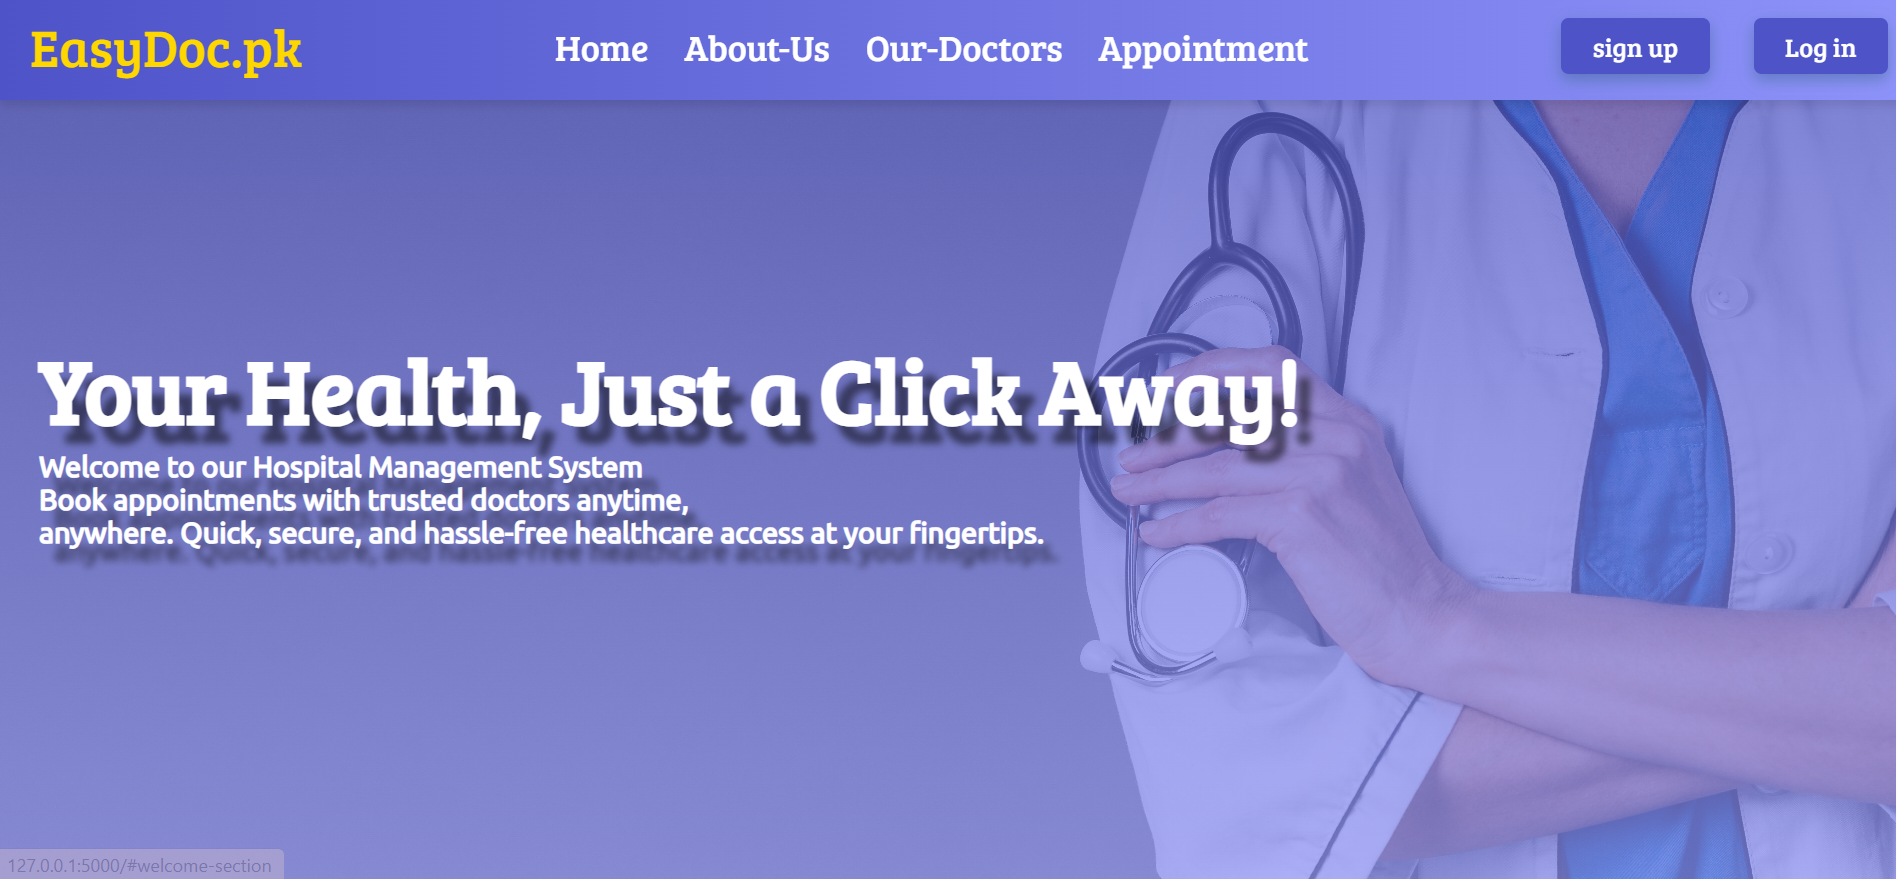 EasyDoc.pk
Home About-Us Our-Doctors Appointment
sign up Log in
Your Health, Just a Click Away!
Welcome to our Hospital Management System
Book appointments with trusted doctors anytime,
anywhere. Quick, secure, and hassle-free healthcare access at your fingertips.
127.0.0.1:5000/#welcome-section